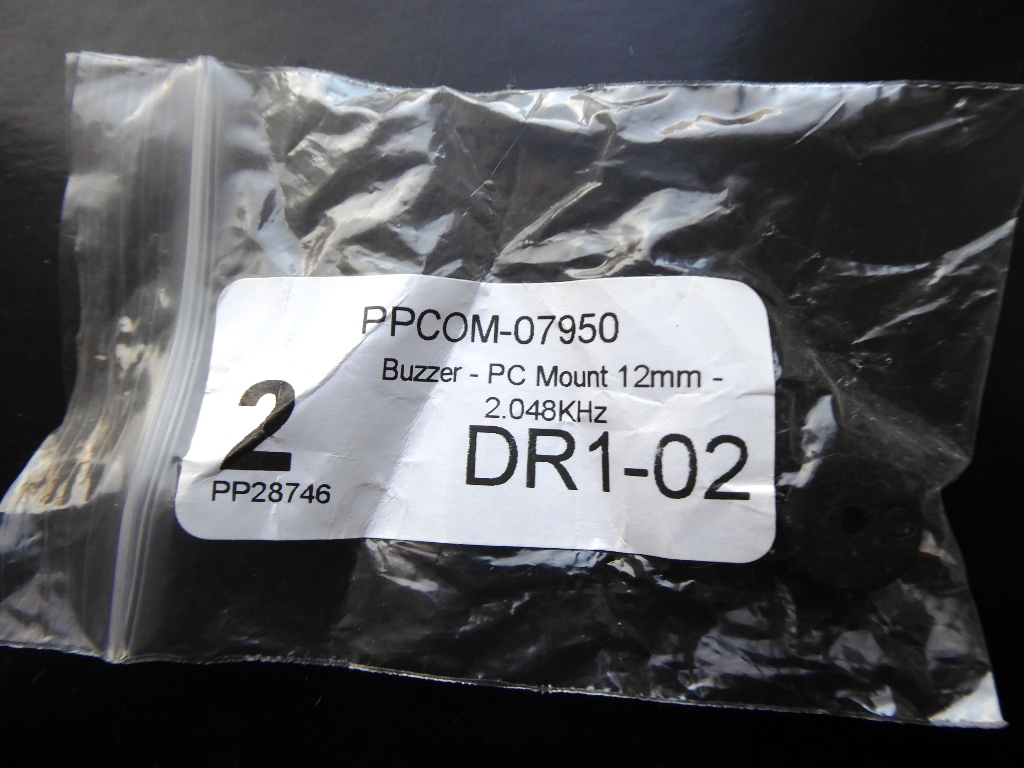 PPCOM-07950
Buzzer - PC Mount 12mm -
2.048KHz
2
DR1-02
PP28746